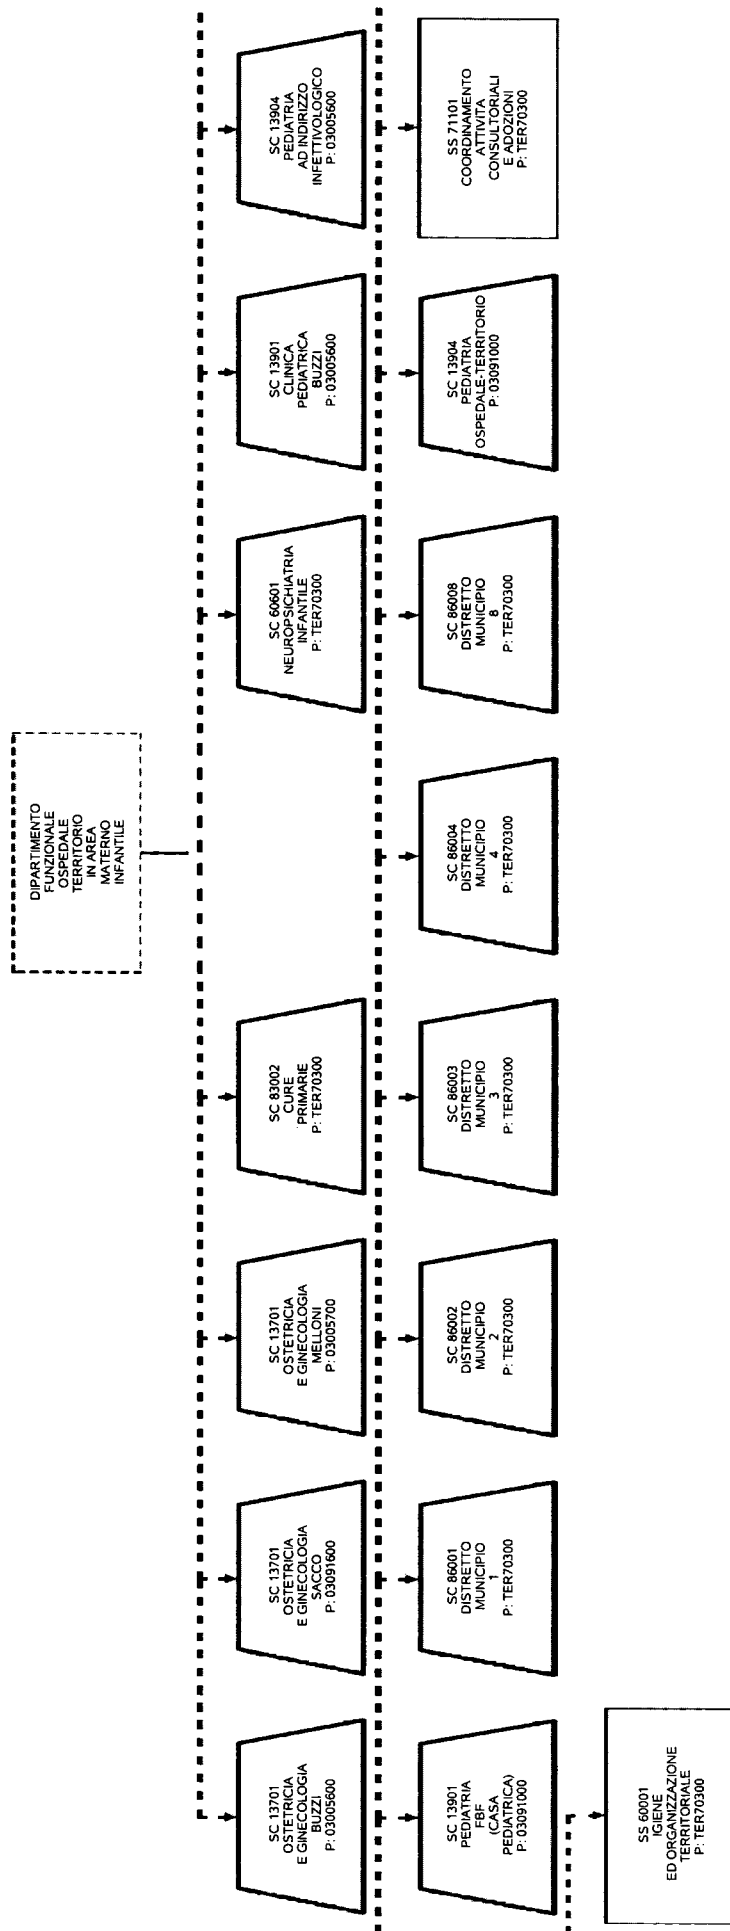 DIPARTIMENTO
FUNZIONALE
OSPEDALE
TERRITORIO
IN AREA
MATERNO
INFANTILE
SC 13701
OSTETRICIA
E GINECOLOGIA
BUZZI
P: 03005600
SC 13701
OSTETRICIA
E GINECOLOGIA
SACCO
P: 03091600
SC 13701
OSTETRICIA
E GINECOLOGIA
MELLONI
P: 03005700
SC 83002
CURE
PRIMARIE
P: TER70300
SC 60601
NEUROPSICHIATRIA
INFANTILE
P: TER70300
SC 13901
CLINICA
PEDIATRICA
BUZZI
P: 03005600
SC 13904
PEDIATRIA
AD INDIRIZZO
INFETTIVOLOGICO
P: 03005600
SC 13901
PEDIATRIA
FBF
(CASA
PEDIATRICA)
P: 03091000
SC 86001
DISTRETTO
MUNICIPIO
1
P: TER70300
SC 86002
DISTRETTO
MUNICIPIO
2
P: TER70300
SC 86003
DISTRETTO
MUNICIPIO
3
P: TER70300
SC 86004
DISTRETTO
MUNICIPIO
4
P: TER70300
SC 86008
DISTRETTO
MUNICIPIO
8
P: TER70300
SC 13904
PEDIATRIA
OSPEDALE-TERRITORIO
P: 03091000
SS 71101
COORDINAMENTO
ATTIVITA
CONSULTORIALI
E ADOZIONI
P: TER70300
SS 60001
IGIENE
ED ORGANIZZAZIONE
TERRITORIALE
P: TER70300